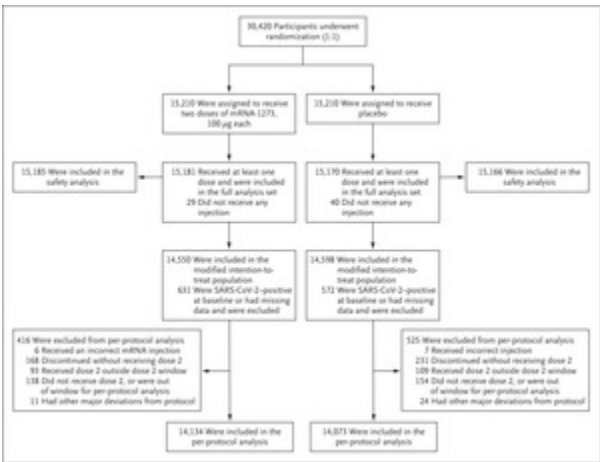 30,420 Participants underwent
randomization (1:1)
15,210 Were assigned to receive
two doses of mRNA-1273,
100 μg each
15,210 Were assigned to receive
placebo
15,185 Were included in the
safety analysis
15,181 Received at least one
dose and were included
in the full analysis set
29 Did not receive any
injection
15,170 Received at least one
dose and were included
in the full analysis set
40 Did not receive any
injection
15,166 Were included in the
safety analysis
14,550 Were included in the
modified intention-to-
treat population
631 Were SARS-CoV-2–positive
at baseline or had missing
data and were excluded
14,598 Were included in the
modified intention-to-
treat population
572 Were SARS-CoV-2–positive
at baseline or had missing
data and were excluded
416 Were excluded from per-protocol analysis
6 Received an incorrect mRNA injection
168 Discontinued without receiving dose 2
93 Received dose 2 outside dose 2 window
138 Did not receive dose 2, or were out
of window for per-protocol analysis
11 Had other major deviations from protocol
525 Were excluded from per-protocol analysis
7 Received incorrect injection
231 Discontinued without receiving dose 2
109 Received dose 2 outside dose 2 window
154 Did not receive dose 2, or were out
of window for per-protocol analysis
24 Had other major deviations from protocol
14,134 Were included in the
per-protocol analysis
14,073 Were included in the
per-protocol analysis